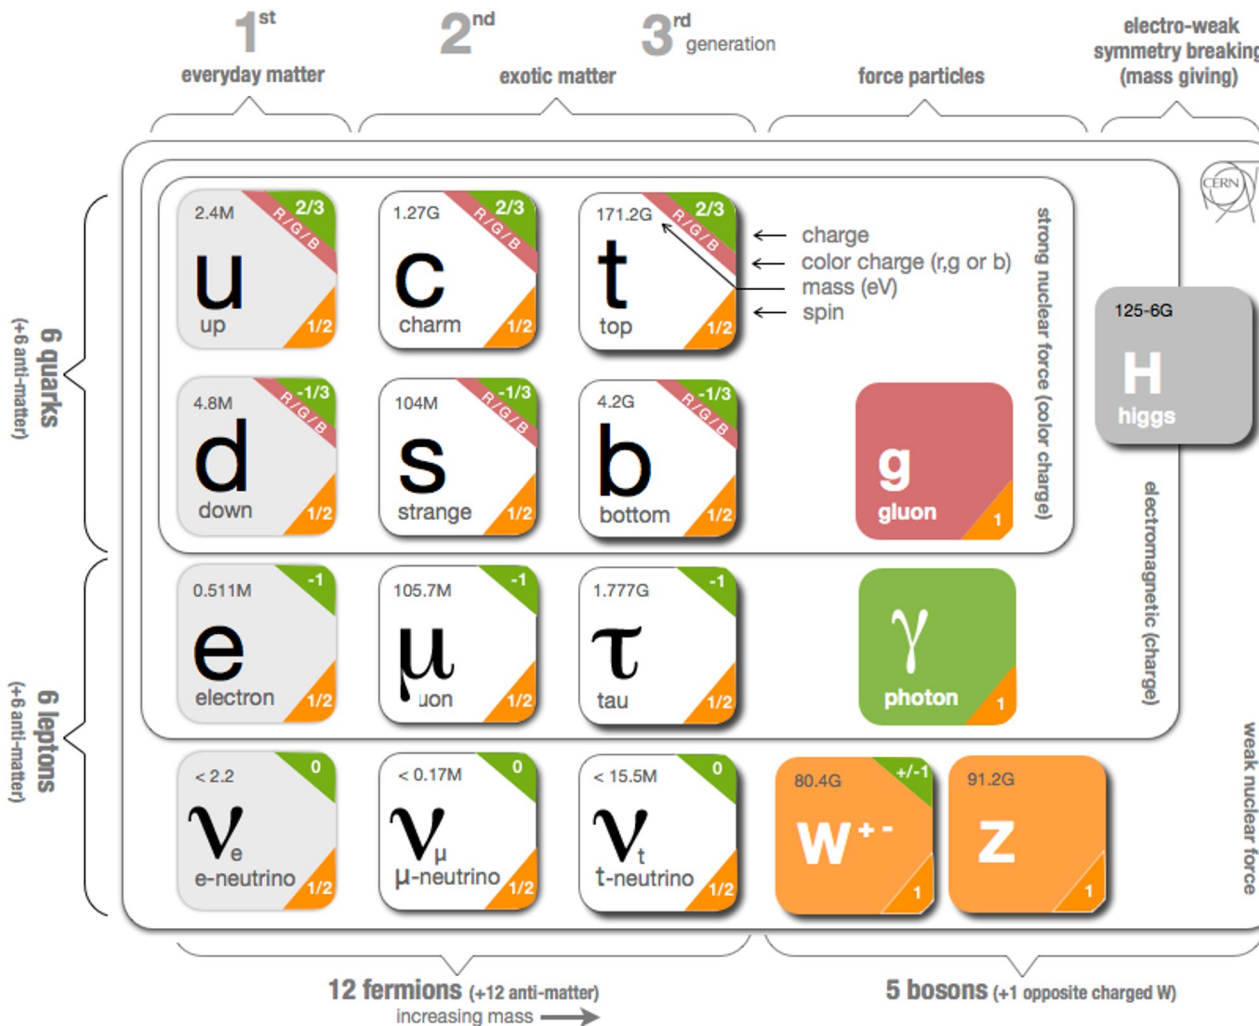 1st
2nd
3rd generation
everyday matter
exotic matter
force particles
electro-weak
symmetry breaking
(mass giving)
CERN
6 quarks
(+6 anti-matter)
2.4M
2/3
R/G/B
u
up
1/2
1.27G
2/3
R/G/B
c
charm
1/2
171.2G
2/3
R/G/B
t
top
1/2
charge
color charge (r,g or b)
mass (eV)
spin
strong nuclear force (color charge)
125-6G
H
higgs
4.8M
-1/3
R/G/B
d
down
1/2
104M
-1/3
R/G/B
s
strange
1/2
4.2G
-1/3
R/G/B
b
bottom
1/2
g
gluon
1
electromagnetic (charge)
6 leptons
(+6 anti-matter)
0.511M
-1
e
electron
1/2
105.7M
-1
μ
uon
1/2
1.777G
-1
τ
tau
1/2
γ
photon
1
weak nuclear force
< 2.2
0
νe
e-neutrino
1/2
< 0.17M
0
νμ
μ-neutrino
1/2
< 15.5M
0
νt
t-neutrino
1/2
80.4G
+/-1
W+-
1
91.2G
Z
1
12 fermions (+12 anti-matter)
increasing mass
5 bosons (+1 opposite charged W)